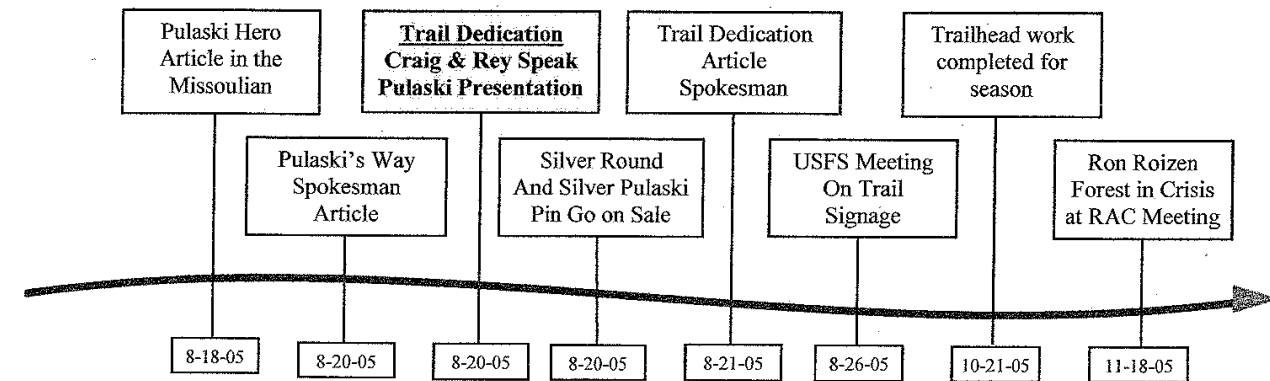 Pulaski Hero
Article in the
Missoulian
Trail Dedication
Craig & Rey Speak
Pulaski Presentation
Trail Dedication
Article
Spokesman
Trailhead work
completed for
season
Pulaski's Way
Spokesman
Article
Silver Round
And Silver Pulaski
Pin Go on Sale
USFS Meeting
On Trail
Signage
Ron Roizen
Forest in Crisis
at RAC Meeting
8-18-05
8-20-05
8-20-05
8-20-05
8-21-05
8-26-05
10-21-05
11-18-05